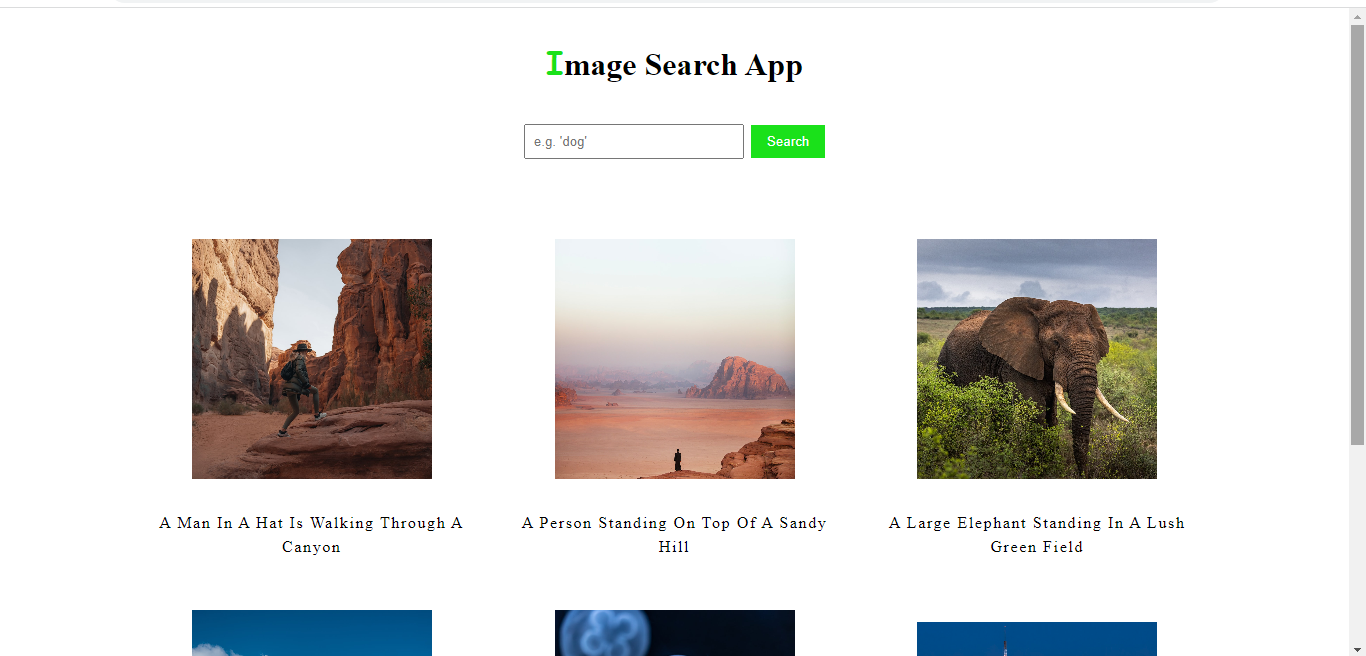 Image Search App
e.g. 'dog'
Search
A Man In A Hat Is Walking Through A
Canyon
A Person Standing On Top Of A Sandy
Hill
A Large Elephant Standing In A Lush
Green Field